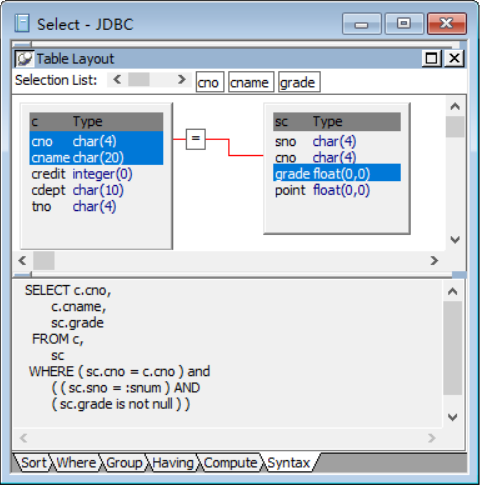 Select - JDBC
Table Layout
Selection List: cno cname grade
c Type
cno char(4)
cname char(20)
credit integer(0)
cdept char(10)
tno char(4)
=
sc Type
sno char(4)
cno char(4)
grade float(0,0)
point float(0,0)
SELECT c.cno,
c.cname,
sc.grade
FROM c,
sc
WHERE ( sc.cno = c.cno ) and
( ( sc.sno = :snum ) AND
( sc.grade is not null ) )
Sort Where Group Having Compute Syntax